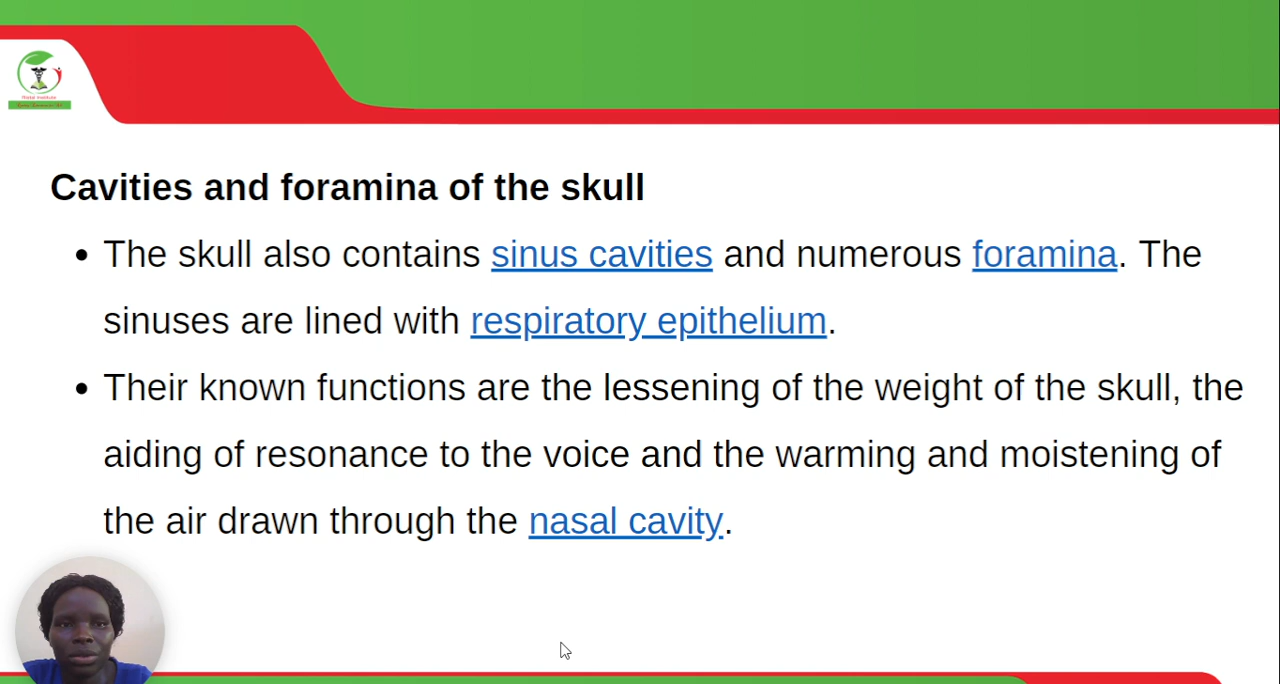 Cavities and foramina of the skull
• The skull also contains sinus cavities and numerous foramina. The
sinuses are lined with respiratory epithelium.
• Their known functions are the lessening of the weight of the skull, the
aiding of resonance to the voice and the warming and moistening of
the air drawn through the nasal cavity.